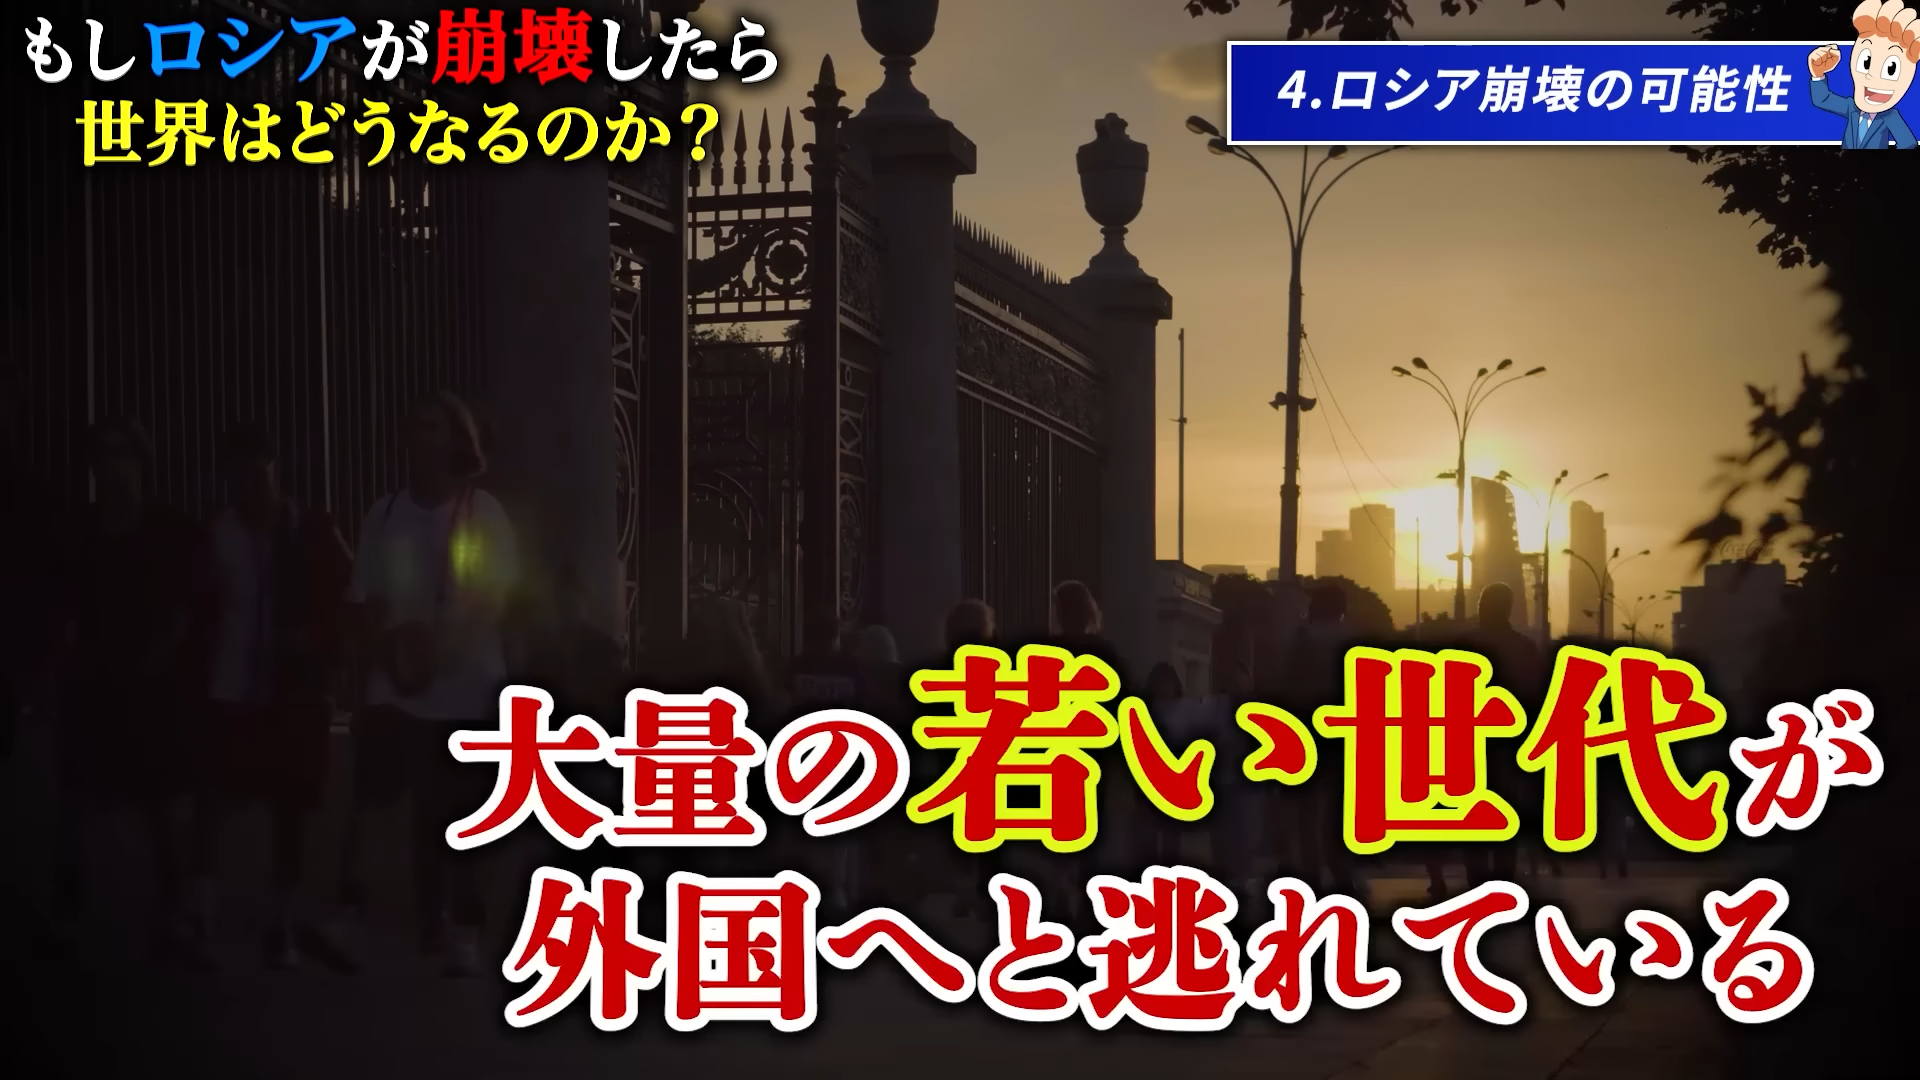 もしロシアが崩壊したら
世界はどうなるのか？
4.ロシア崩壊の可能性
大量の若い世代が
外国へと逃れている